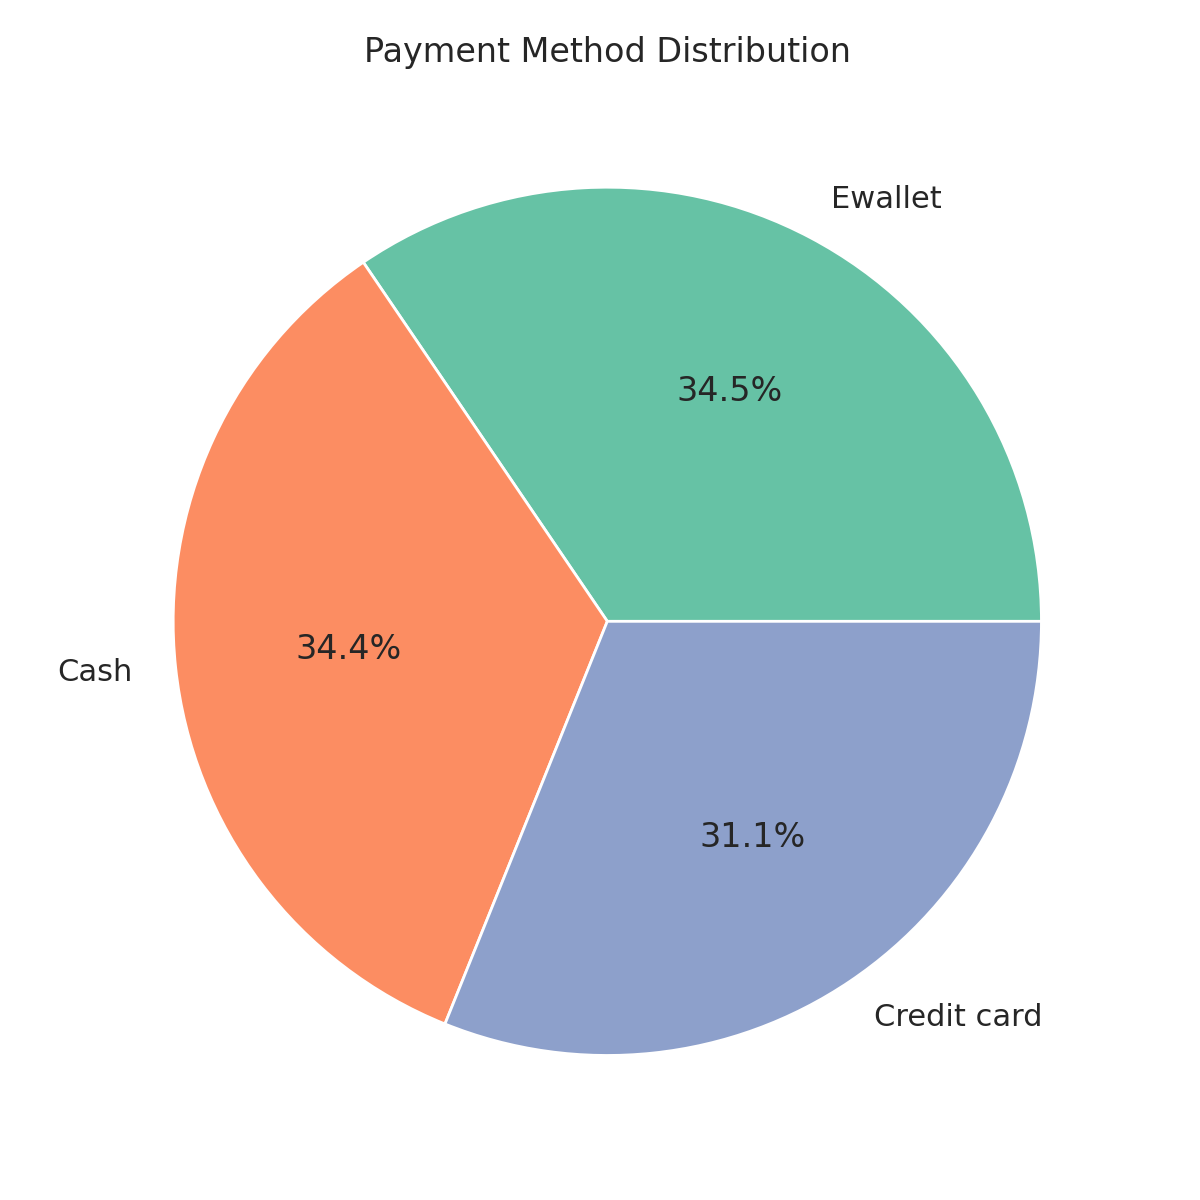 Payment Method Distribution
Ewallet
34.5%
34.4%
Cash
31.1%
Credit card